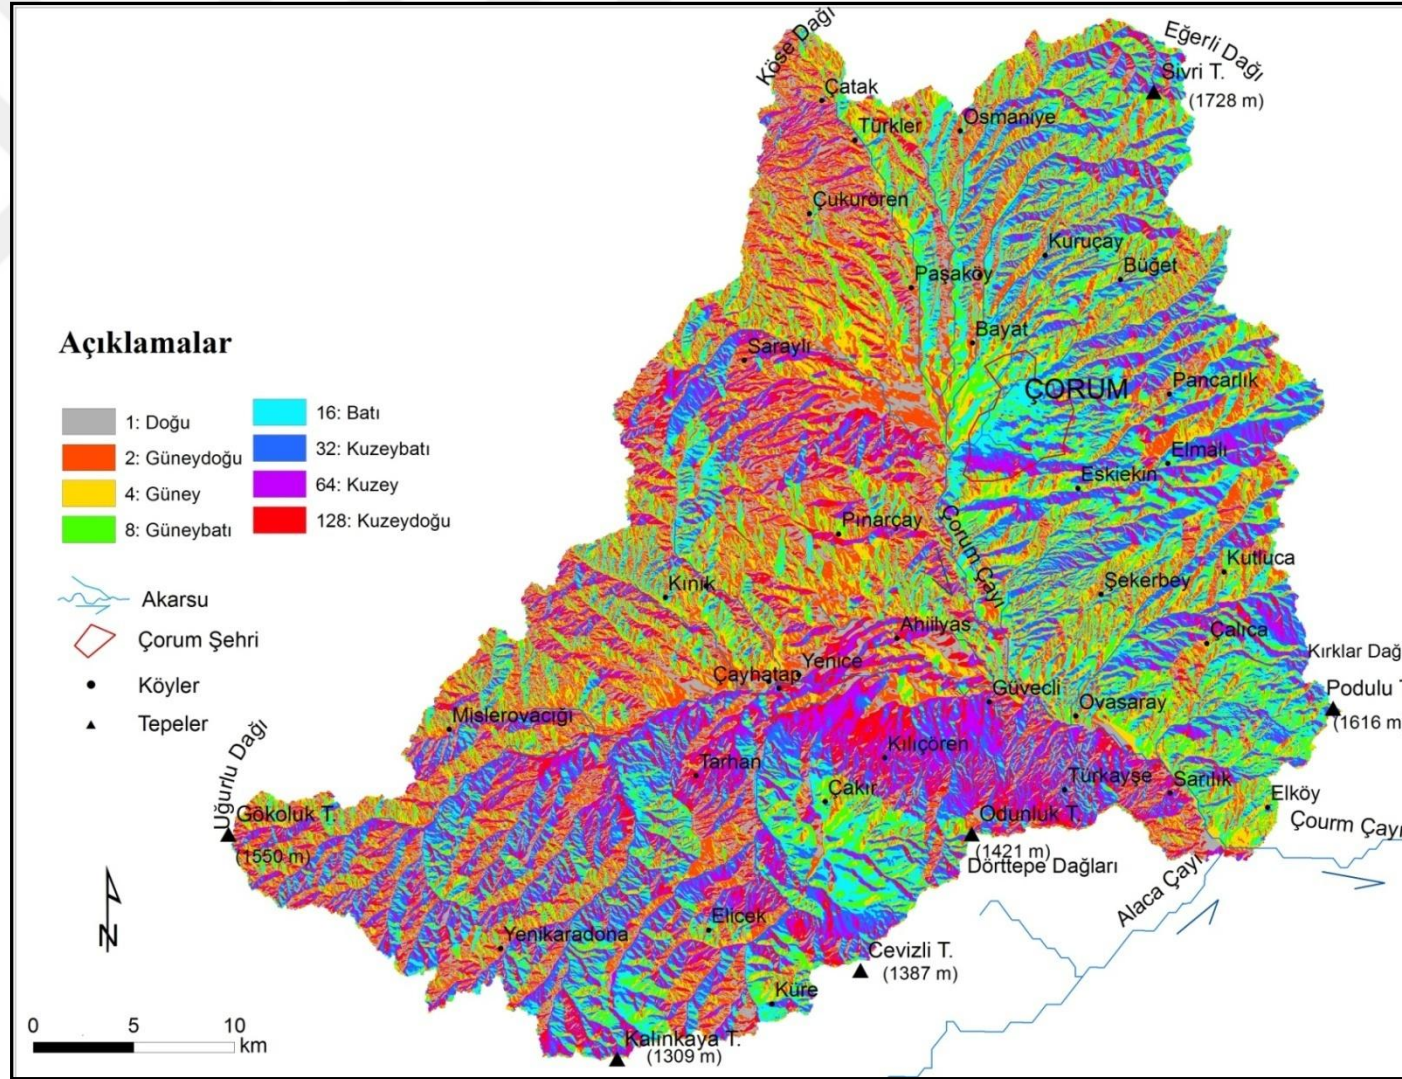 Köse Dağı
Eğerli Dağı
Sivri T.
(1728 m)
Çatak
Türkler
Osmaniye
Çukurören
Kuruçay
Büğet
Paşaköy
Bayat
Saraylı
ÇORUM
Pancarlık
Elmalı
Eskiekin
Pınarçay
Çorum Çayı
Kınık
Şekerbey
Kutluca
Ahiilyas
Çalıca
Kırklar Dağ
Yenice
Çayhatap
Güvecli
Ovasaray
Podulu T
(1616 m
Mislerovacığı
Kılıçören
Tarhan
Türkayşe
Sarılık
Uğurlu Dağı
Gökoluk T.
(1550 m)
Çakır
Odunluk T.
(1421 m)
Dörttepe Dağları
Elköy
Çourm Çayı
Alaca Çayı
Elicek
Yenikaradona
Cevizli T.
(1387 m)
Küre
Kalinkaya T.
(1309 m)
Açıklamalar
1: Doğu
2: Güneydoğu
4: Güney
8: Güneybatı
16: Batı
32: Kuzeybatı
64: Kuzey
128: Kuzeydoğu
Akarsu
Çorum Şehri
Köyler
Tepeler
N
0 5 10
km